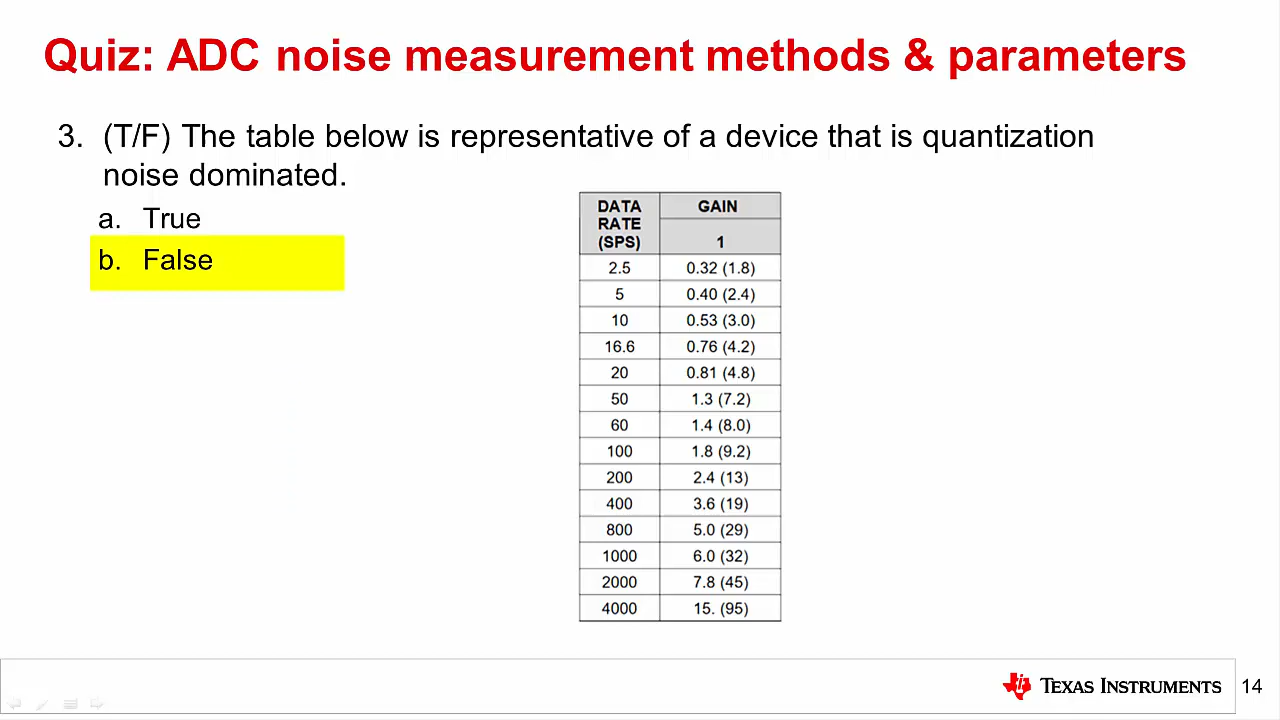 Quiz: ADC noise measurement methods & parameters
3. (T/F) The table below is representative of a device that is quantization
noise dominated.
a. True
b. False
DATA RATE (SPS) GAIN
1
2.5 0.32 (1.8)
5 0.40 (2.4)
10 0.53 (3.0)
16.6 0.76 (4.2)
20 0.81 (4.8)
50 1.3 (7.2)
60 1.4 (8.0)
100 1.8 (9.2)
200 2.4 (13)
400 3.6 (19)
800 5.0 (29)
1000 6.0 (32)
2000 7.8 (45)
4000 15. (95)
TEXAS INSTRUMENTS 14